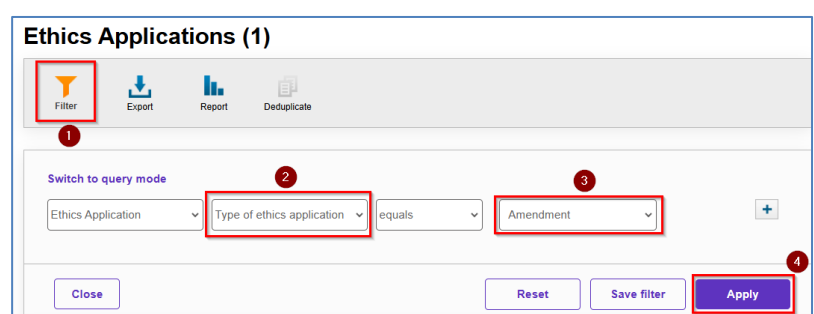 Ethics Applications (1)
Filter Export Report Deduplicate
1
Switch to query mode
2 3
Ethics Application Type of ethics application equals Amendment +
4
Close Reset Save filter Apply